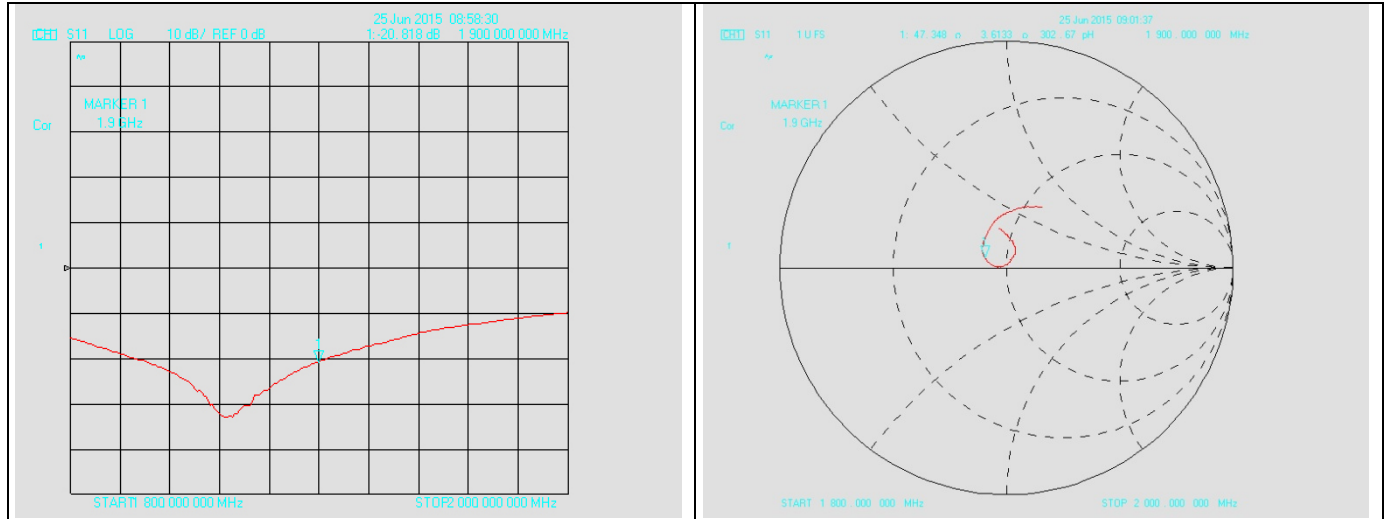 25 Jun 2015 08:58:30
CH1 S11 LOG 10 dB/ REF 0 dB 1:-20.818 dB 1 900.000 000 MHz
MARKER 1
Cor 1.9 GHz
1
START1 800.000 000 MHz STOP2 000.000 000 MHz
25 Jun 2015 09:01:37
CH1 S11 1 U FS 1: 47.348 Ω 3.6133 Ω 302.67 pH 1 900.000 000 MHz
MARKER 1
Cor 1.9 GHz
START 1 800.000 000 MHz STOP 2 000.000 000 MHz